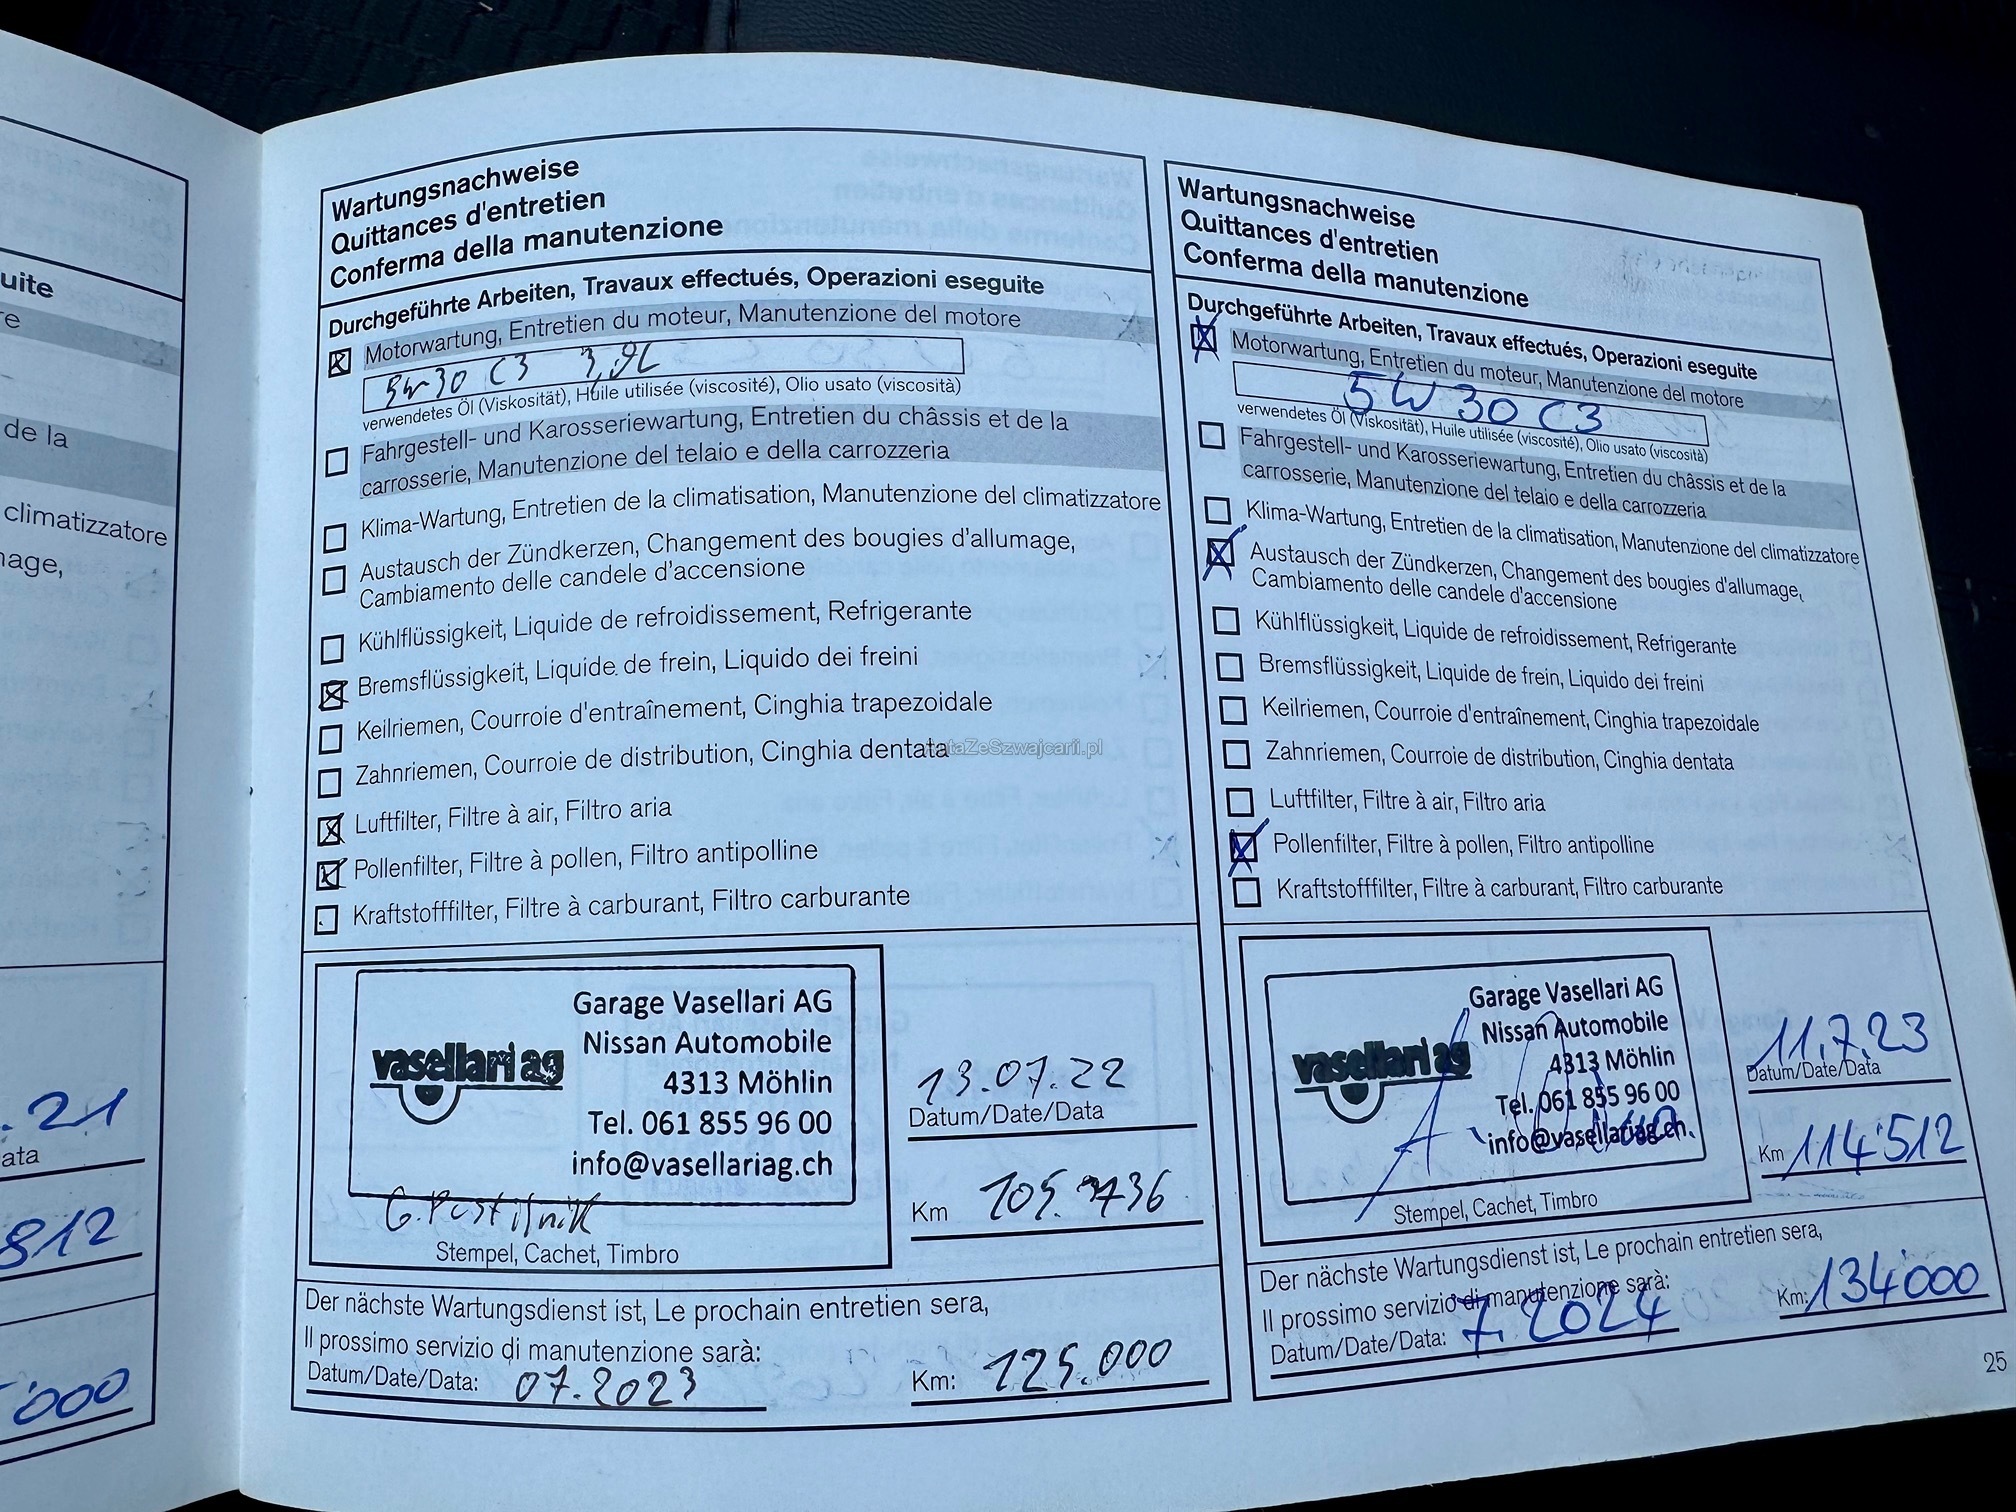 uite
re
de la
climatizzatore
nage,
.21
ata
812
000
Wartungsnachweise
Quittances d'entretien
Conferma della manutenzione
Durchgeführte Arbeiten, Travaux effectués, Operazioni eseguite
Motorwartung, Entretien du moteur, Manutenzione del motore
5w30 C3 3,9L
verwendetes Öl (Viskosität), Huile utilisée (viscosité), Olio usato (viscosità)
Fahrgestell- und Karosseriewartung, Entretien du châssis et de la
carrosserie, Manutenzione del telaio e della carrozzeria
Klima-Wartung, Entretien de la climatisation, Manutenzione del climatizzatore
Austausch der Zündkerzen, Changement des bougies d'allumage,
Cambiamento delle candele d'accensione
Kühlflüssigkeit, Liquide de refroidissement, Refrigerante
Bremsflüssigkeit, Liquide de frein, Liquido dei freini
Keilriemen, Courroie d'entraînement, Cinghia trapezoidale
Zahnriemen, Courroie de distribution, Cinghia dentata
AutaZeSzwajcarii.pl
Luftfilter, Filtre à air, Filtro aria
Pollenfilter, Filtre à pollen, Filtro antipolline
Kraftstofffilter, Filtre à carburant, Filtro carburante
vasellari ag
Garage Vasellari AG
Nissan Automobile
4313 Möhlin
Tel. 061 855 96 00
info@vasellariag.ch
Stempel, Cachet, Timbro
13.07.22
Datum/Date/Data
Km 105.736
Der nächste Wartungsdienst ist, Le prochain entretien sera,
Il prossimo servizio di manutenzione sarà:
Datum/Date/Data: 07.2023 Km: 125.000
Wartungsnachweise
Quittances d'entretien
Conferma della manutenzione
Durchgeführte Arbeiten, Travaux effectués, Operazioni eseguite
Motorwartung, Entretien du moteur, Manutenzione del motore
5W30 C3
verwendetes Öl (Viskosität), Huile utilisée (viscosité), Olio usato (viscosità)
Fahrgestell- und Karosseriewartung, Entretien du châssis et de la
carrosserie, Manutenzione del telaio e della carrozzeria
Klima-Wartung, Entretien de la climatisation, Manutenzione del climatizzatore
Austausch der Zündkerzen, Changement des bougies d'allumage,
Cambiamento delle candele d'accensione
Kühlflüssigkeit, Liquide de refroidissement, Refrigerante
Bremsflüssigkeit, Liquide de frein, Liquido dei freini
Keilriemen, Courroie d'entraînement, Cinghia trapezoidale
Zahnriemen, Courroie de distribution, Cinghia dentata
Luftfilter, Filtre à air, Filtro aria
Pollenfilter, Filtre à pollen, Filtro antipolline
Kraftstofffilter, Filtre à carburant, Filtro carburante
vasellari ag
Garage Vasellari AG
Nissan Automobile
4313 Möhlin
Tel. 061 855 96 00
info@vasellariag.ch
Stempel, Cachet, Timbro
11.7.23
Datum/Date/Data
Km 114'512
Der nächste Wartungsdienst ist, Le prochain entretien sera,
Il prossimo servizio di manutenzione sarà:
Datum/Date/Data: 7.2024 Km: 134'000
25